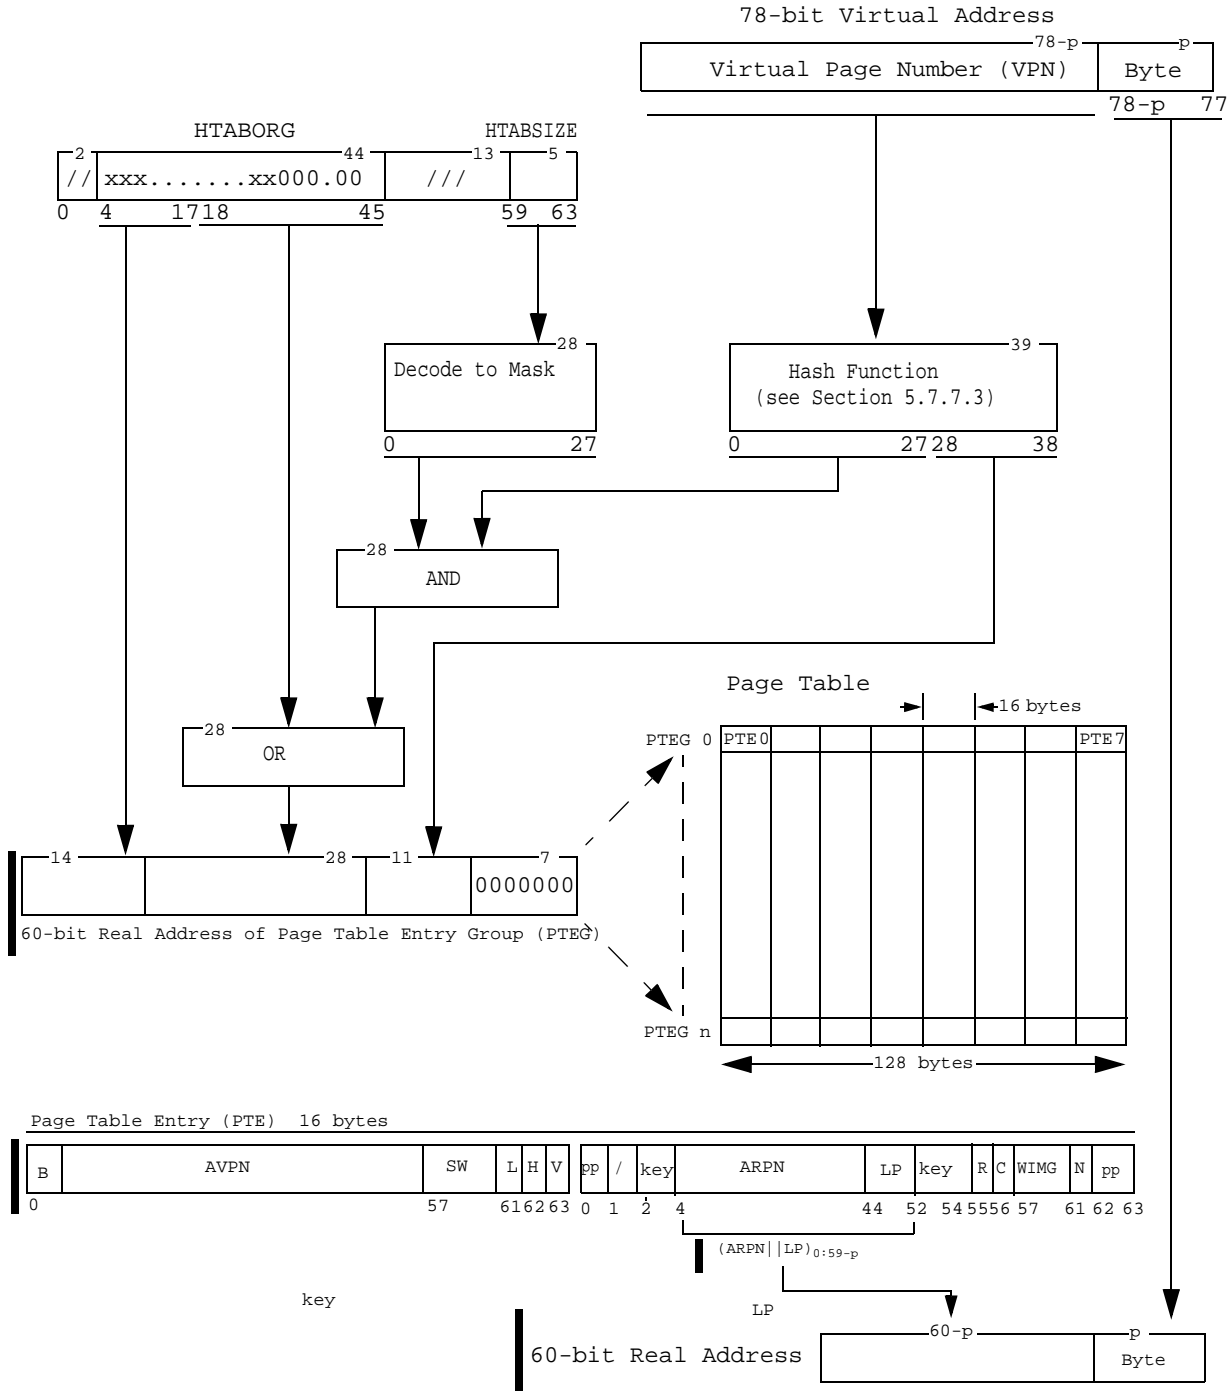 78-bit Virtual Address
78-p p
Virtual Page Number (VPN) Byte
78-p 77
HTABORG HTABSIZE
2 44 13 5
// xxx.......xx000.00 ///
0 4 17 18 45 59 63
28
Decode to Mask
0 27
39
Hash Function
(see Section 5.7.7.3)
0 27 28 38
28
AND
28
OR
Page Table
16 bytes
PTEG 0 PTE0 PTE7
14 28 11 7
0000000
60-bit Real Address of Page Table Entry Group (PTEG)
PTEG n
128 bytes
Page Table Entry (PTE) 16 bytes
B AVPN SW L H V pp / key ARPN LP key R C WIMG N pp
0 57 61 62 63 0 1 2 4 44 52 54 55 56 57 61 62 63
(ARPN||LP)0:59-p
key
LP
60-p p
60-bit Real Address Byte